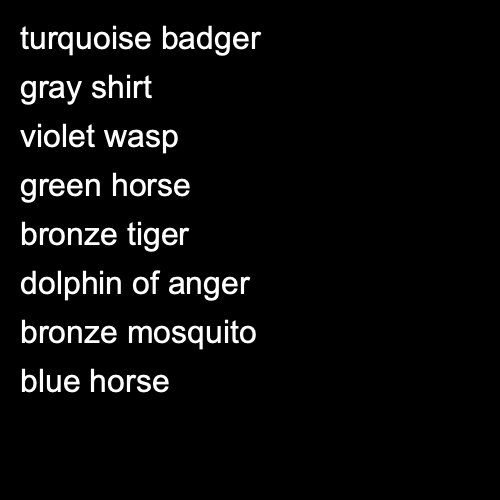 turquoise badger
gray shirt
violet wasp
green horse
bronze tiger
dolphin of anger
bronze mosquito
blue horse